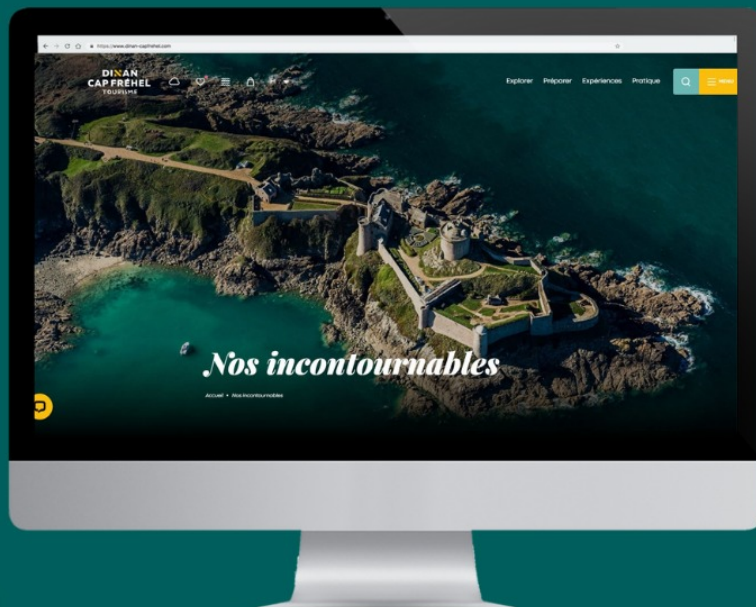 https://www.dinan-capfrehel.com
DINAN
CAP FRÉHEL
TOURISME
Explorer Préparer Expériences Pratique
MENU
Nos incontournables
Accueil • Nos incontournables